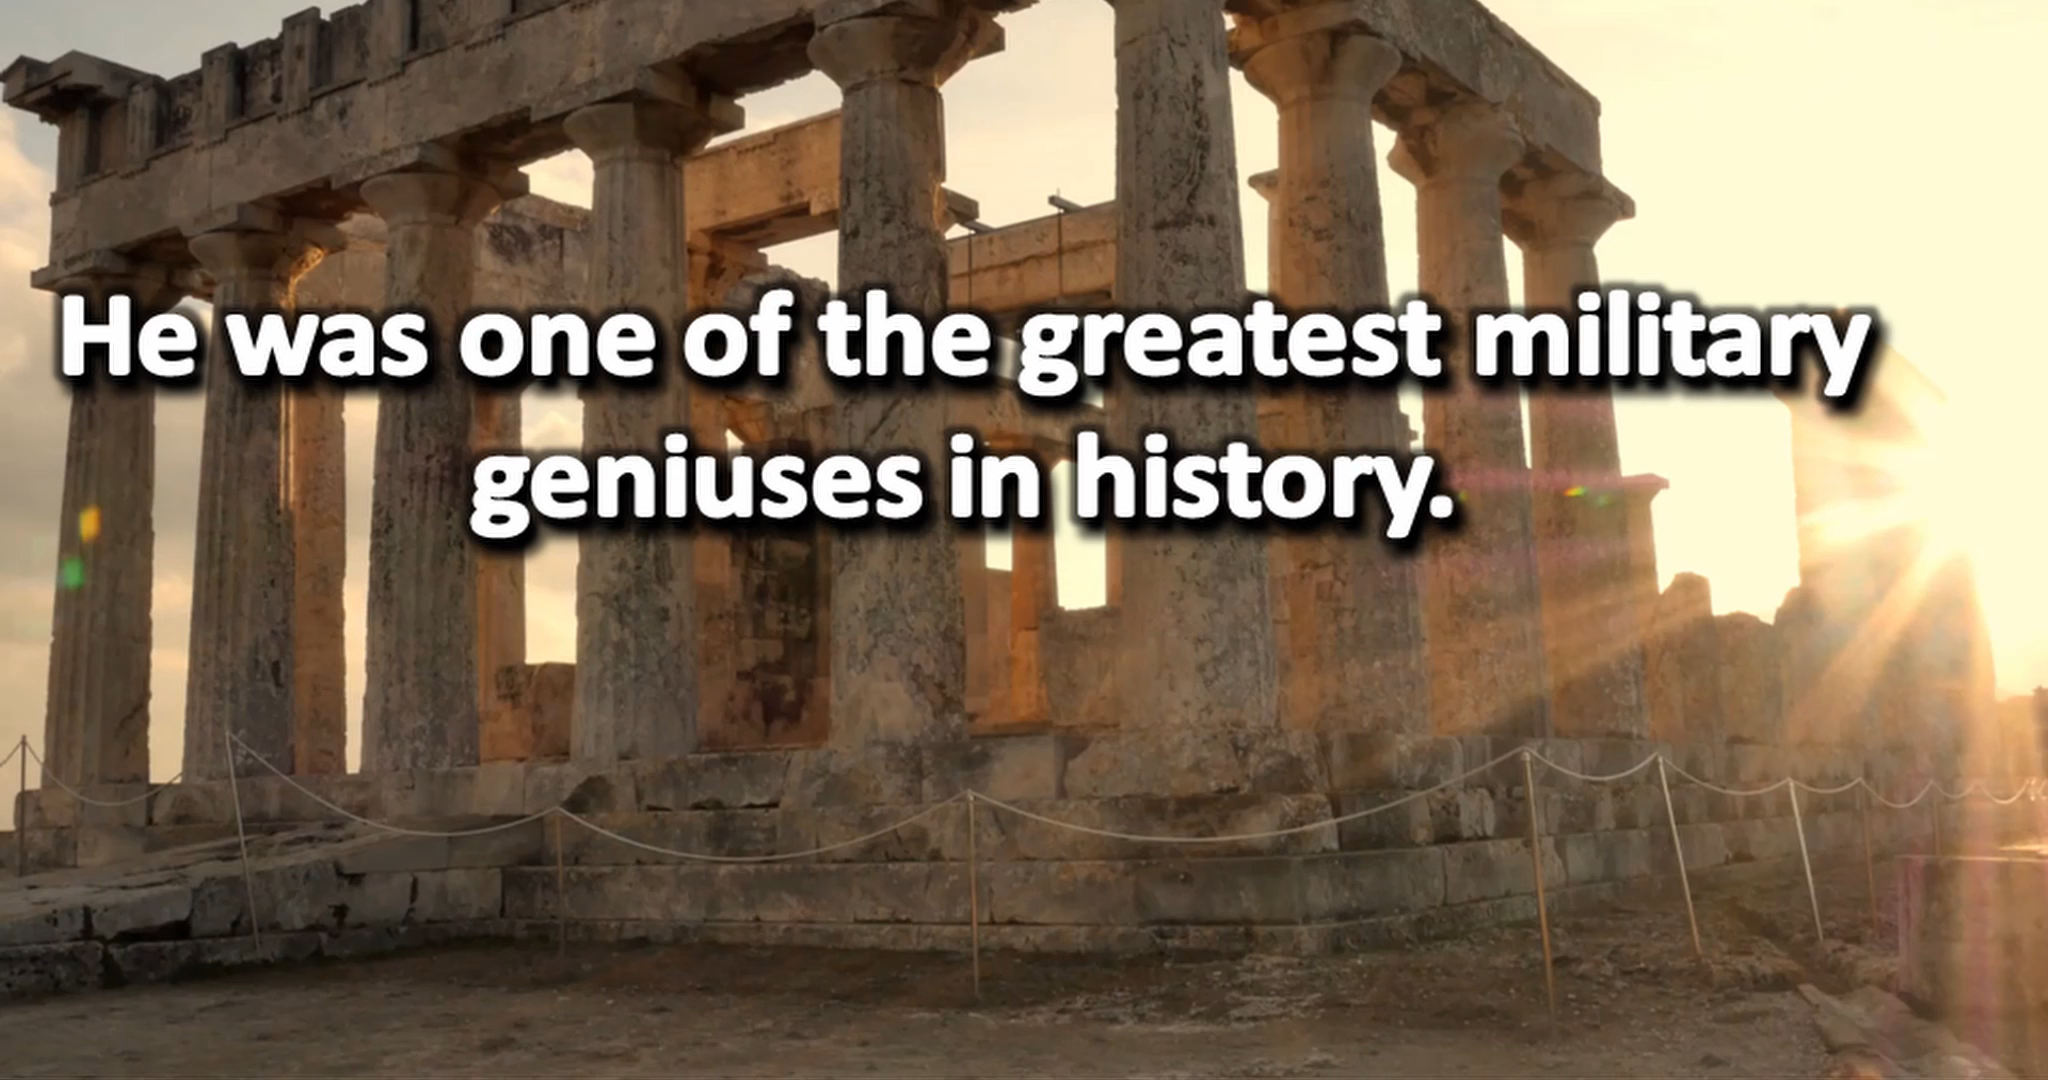 He was one of the greatest military
geniuses in history.